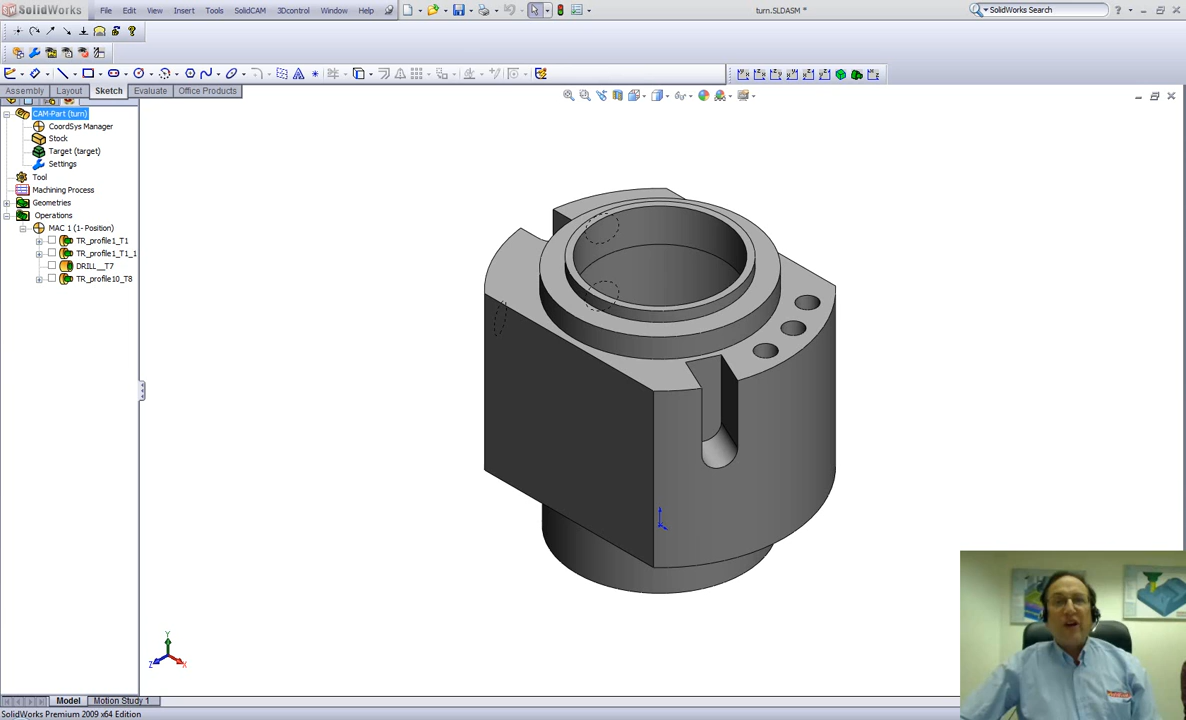 SolidWorks File Edit View Insert Tools SolidCAM 3Dcontrol Window Help turn.SLDASM * SolidWorks Search
Assembly Layout Sketch Evaluate Office Products
CAM-Part (turn)
CoordSys Manager
Stock
Target (target)
Settings
Tool
Machining Process
Geometries
Operations
MAC 1 (1- Position)
TR_profile1_T1
TR_profile1_T1_1
DRILL__T7
TR_profile10_T8
Y
Z X
Model Motion Study 1
SolidWorks Premium 2009 x64 Edition